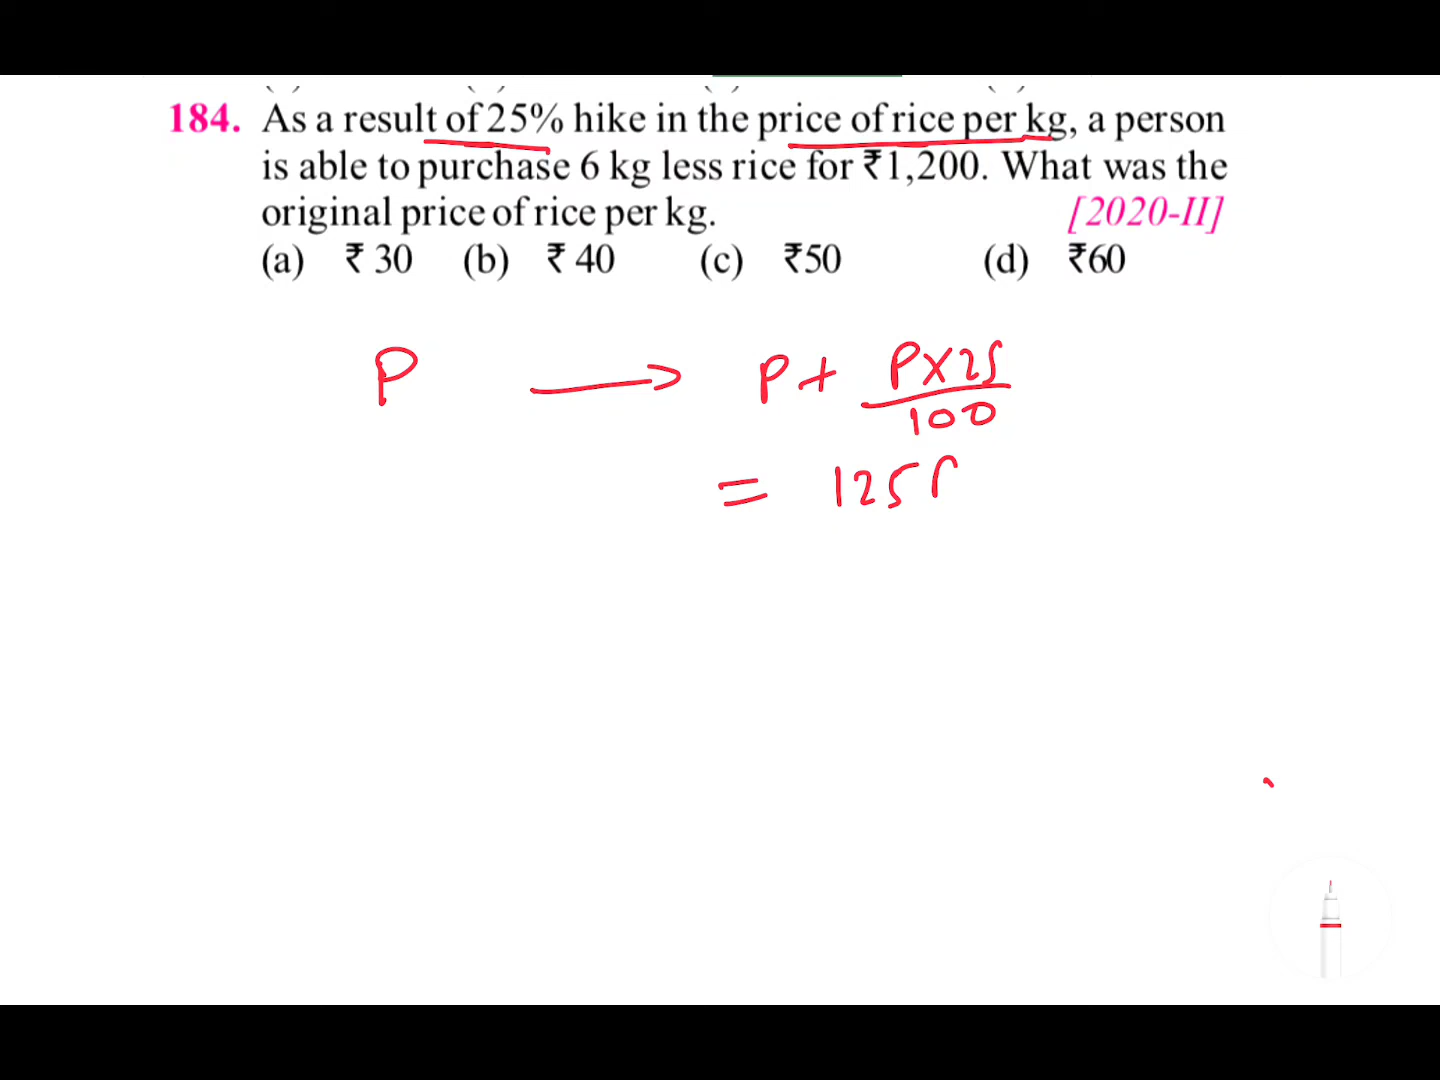 184. As a result of 25% hike in the price of rice per kg, a person
is able to purchase 6 kg less rice for ₹1,200. What was the
original price of rice per kg. [2020-II]
(a) ₹ 30 (b) ₹ 40 (c) ₹50 (d) ₹60
P → P + P×25
100
= 125